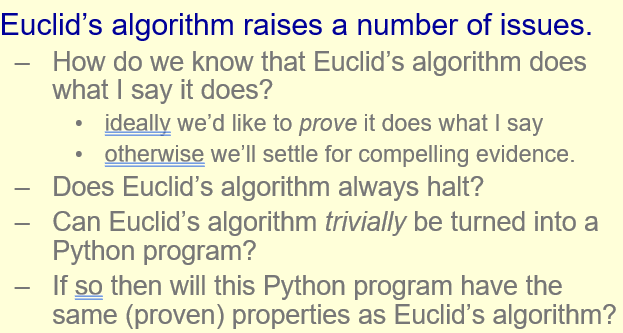 Euclid’s algorithm raises a number of issues.
– How do we know that Euclid’s algorithm does
what I say it does?
• ideally we’d like to prove it does what I say
• otherwise we’ll settle for compelling evidence.
– Does Euclid’s algorithm always halt?
– Can Euclid’s algorithm trivially be turned into a
Python program?
– If so then will this Python program have the
same (proven) properties as Euclid’s algorithm?